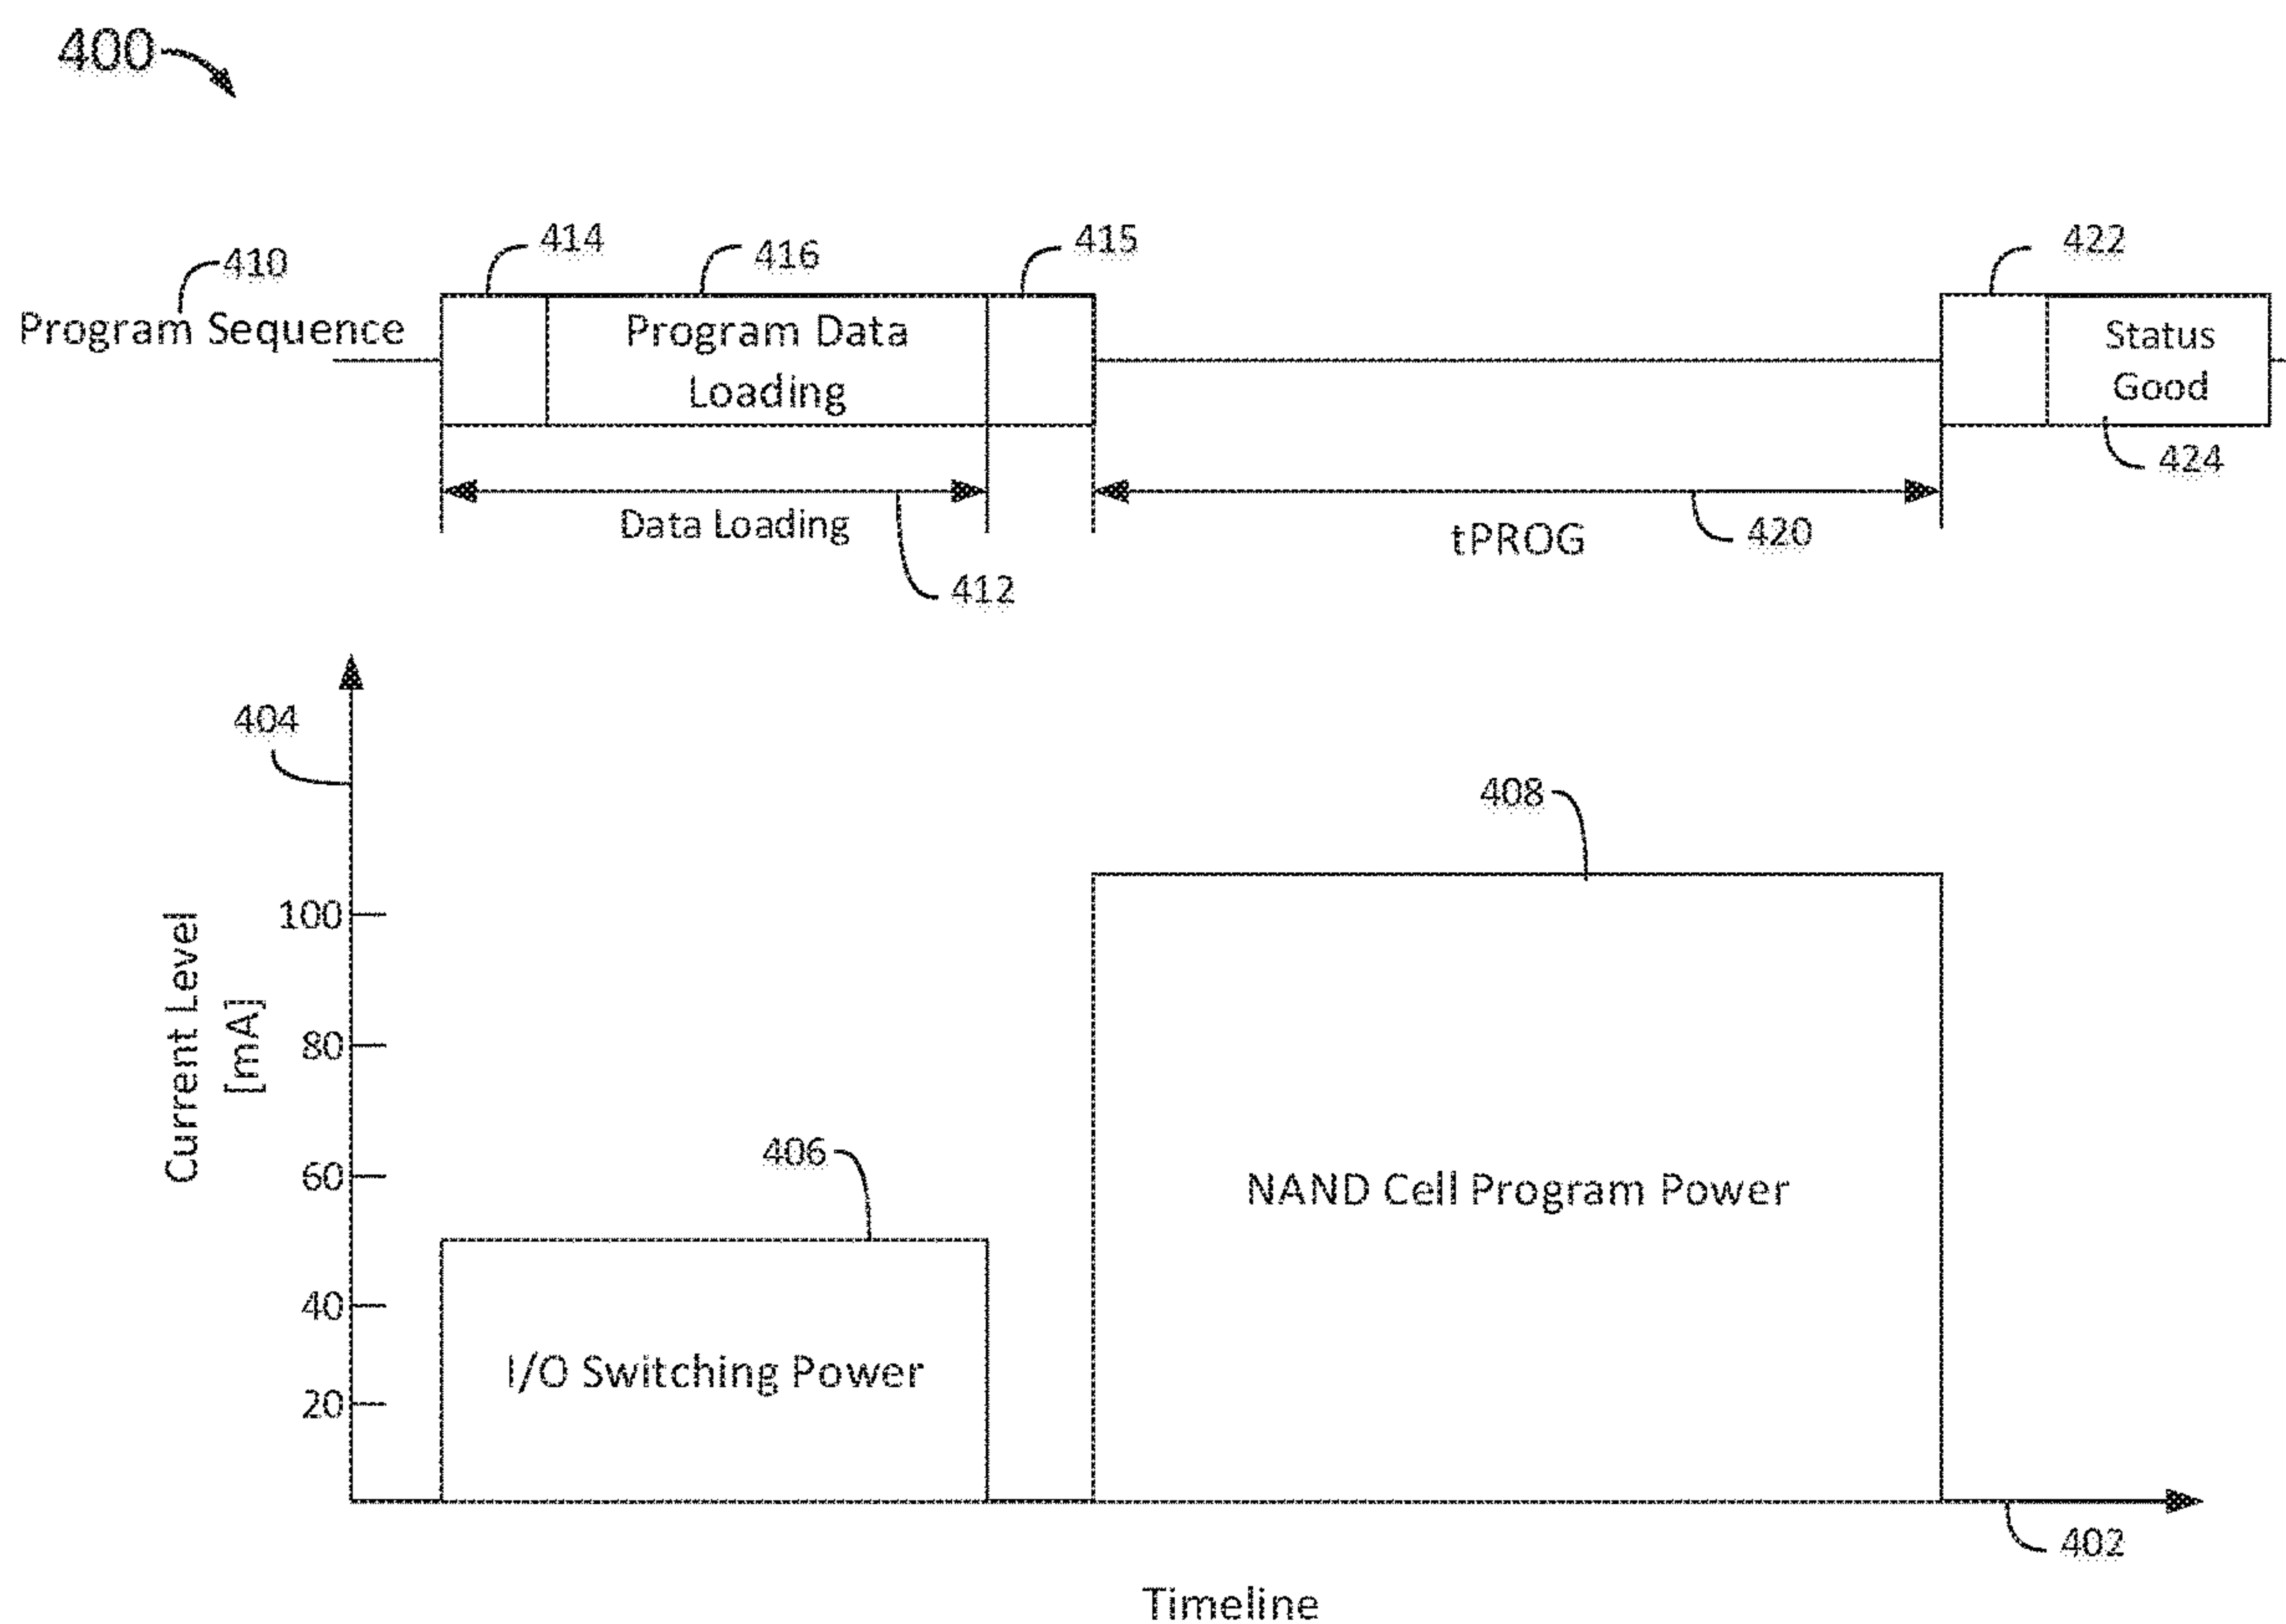 400
414
416
415
422
410
Program Sequence
Program Data
Loading
Status
Good
424
Data Loading
tPROG
420
412
404
408
Current Level
[mA]
100
80
60
40
20
406
NAND Cell Program Power
I/O Switching Power
402
Timeline